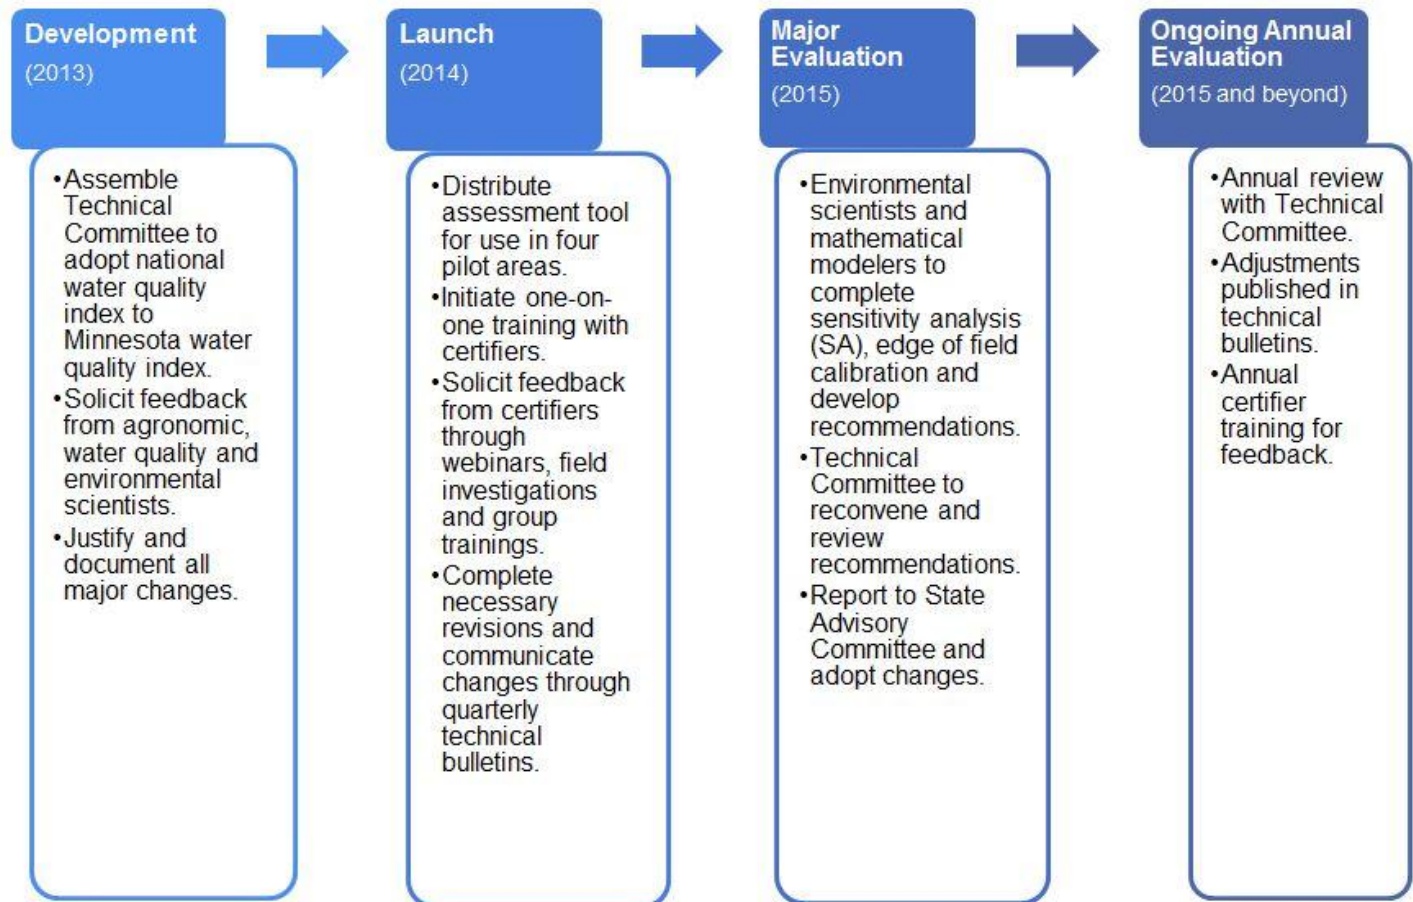 Development
(2013)
•Assemble
Technical
Committee to
adopt national
water quality
index to
Minnesota water
quality index.
•Solicit feedback
from agronomic,
water quality and
environmental
scientists.
•Justify and
document all
major changes.
Launch
(2014)
•Distribute
assessment tool
for use in four
pilot areas.
•Initiate one-on-
one training with
certifiers.
•Solicit feedback
from certifiers
through
webinars, field
investigations
and group
trainings.
•Complete
necessary
revisions and
communicate
changes through
quarterly
technical
bulletins.
Major
Evaluation
(2015)
•Environmental
scientists and
mathematical
modelers to
complete
sensitivity analysis
(SA), edge of field
calibration and
develop
recommendations.
•Technical
Committee to
reconvene and
review
recommendations.
•Report to State
Advisory
Committee and
adopt changes.
Ongoing Annual
Evaluation
(2015 and beyond)
•Annual review
with Technical
Committee.
•Adjustments
published in
technical
bulletins.
•Annual
certifier
training for
feedback.